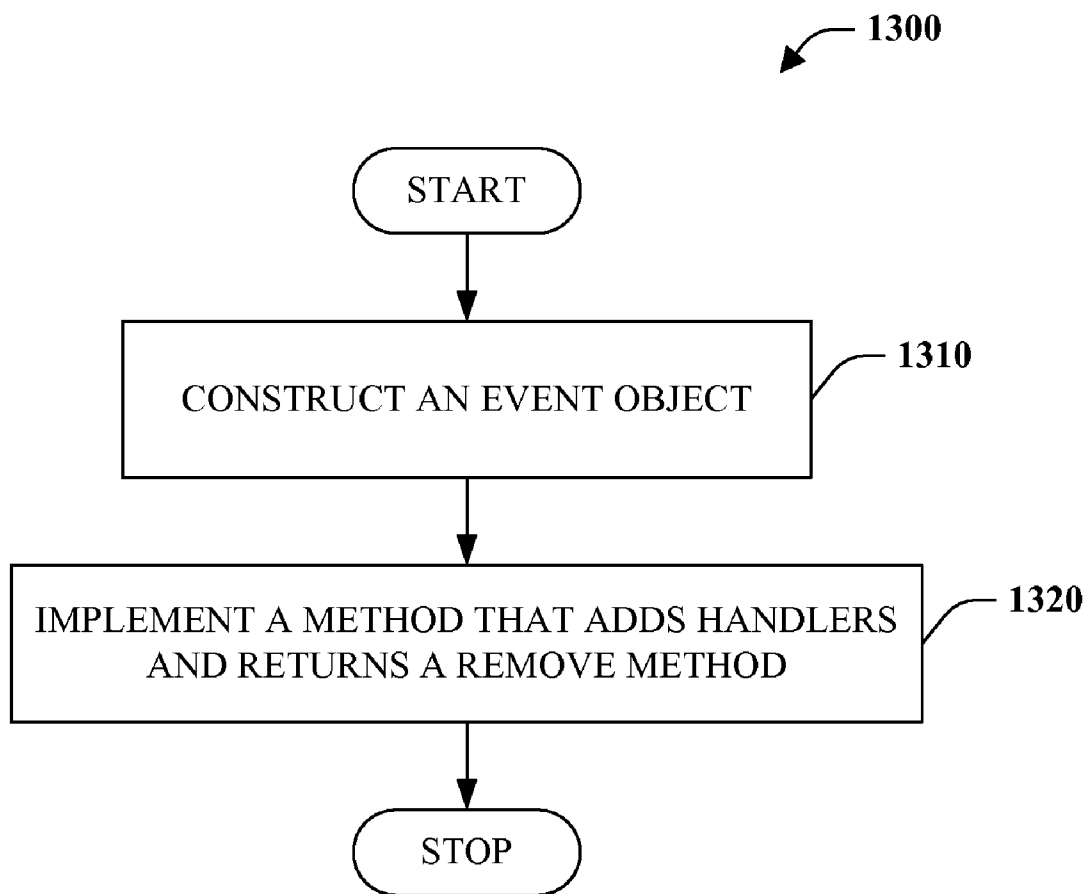 1300
START
1310
CONSTRUCT AN EVENT OBJECT
1320
IMPLEMENT A METHOD THAT ADDS HANDLERS
AND RETURNS A REMOVE METHOD
STOP